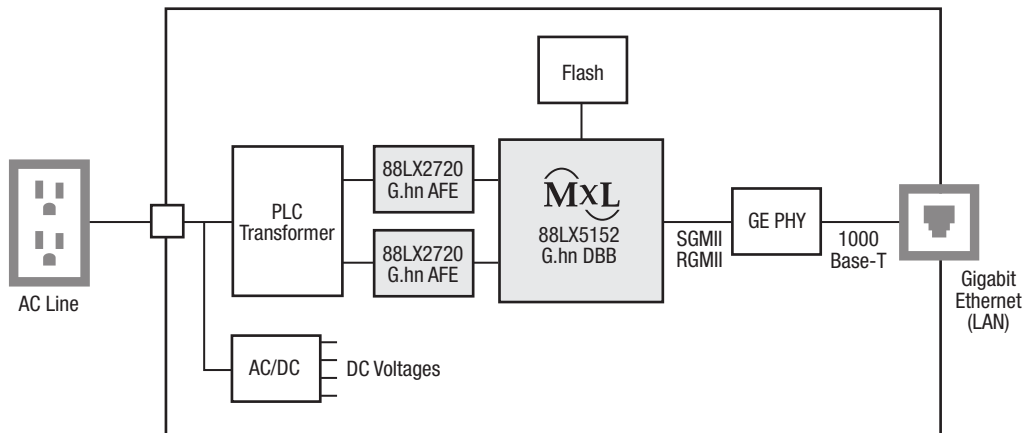 Flash
88LX2720
G.hn AFE
PLC
Transformer
88LX2720
G.hn AFE
MxL
88LX5152
G.hn DBB
SGMII
RGMII
GE PHY
1000
Base-T
Gigabit
Ethernet
(LAN)
AC Line
AC/DC
DC Voltages